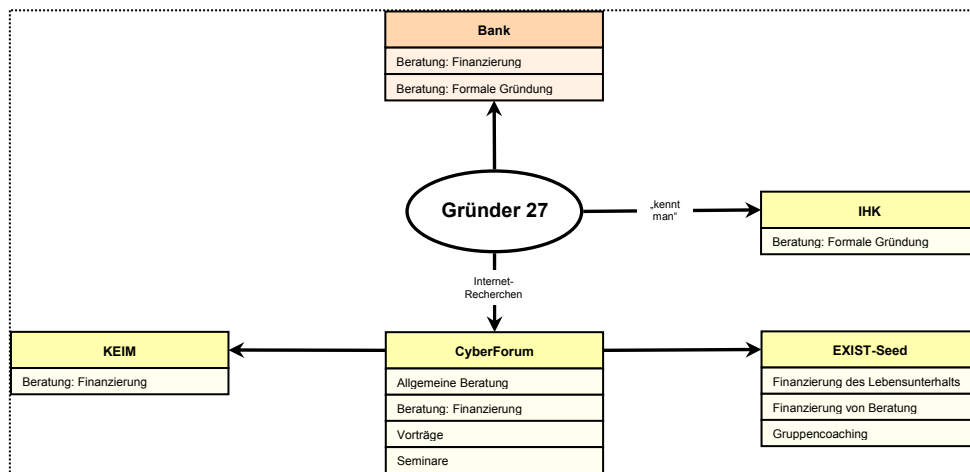 Bank
Beratung: Finanzierung
Beratung: Formale Gründung
Gründer 27
„kennt
man“
IHK
Beratung: Formale Gründung
Internet-
Recherchen
KEIM
Beratung: Finanzierung
CyberForum
Allgemeine Beratung
Beratung: Finanzierung
Vorträge
Seminare
EXIST-Seed
Finanzierung des Lebensunterhalts
Finanzierung von Beratung
Gruppencoaching